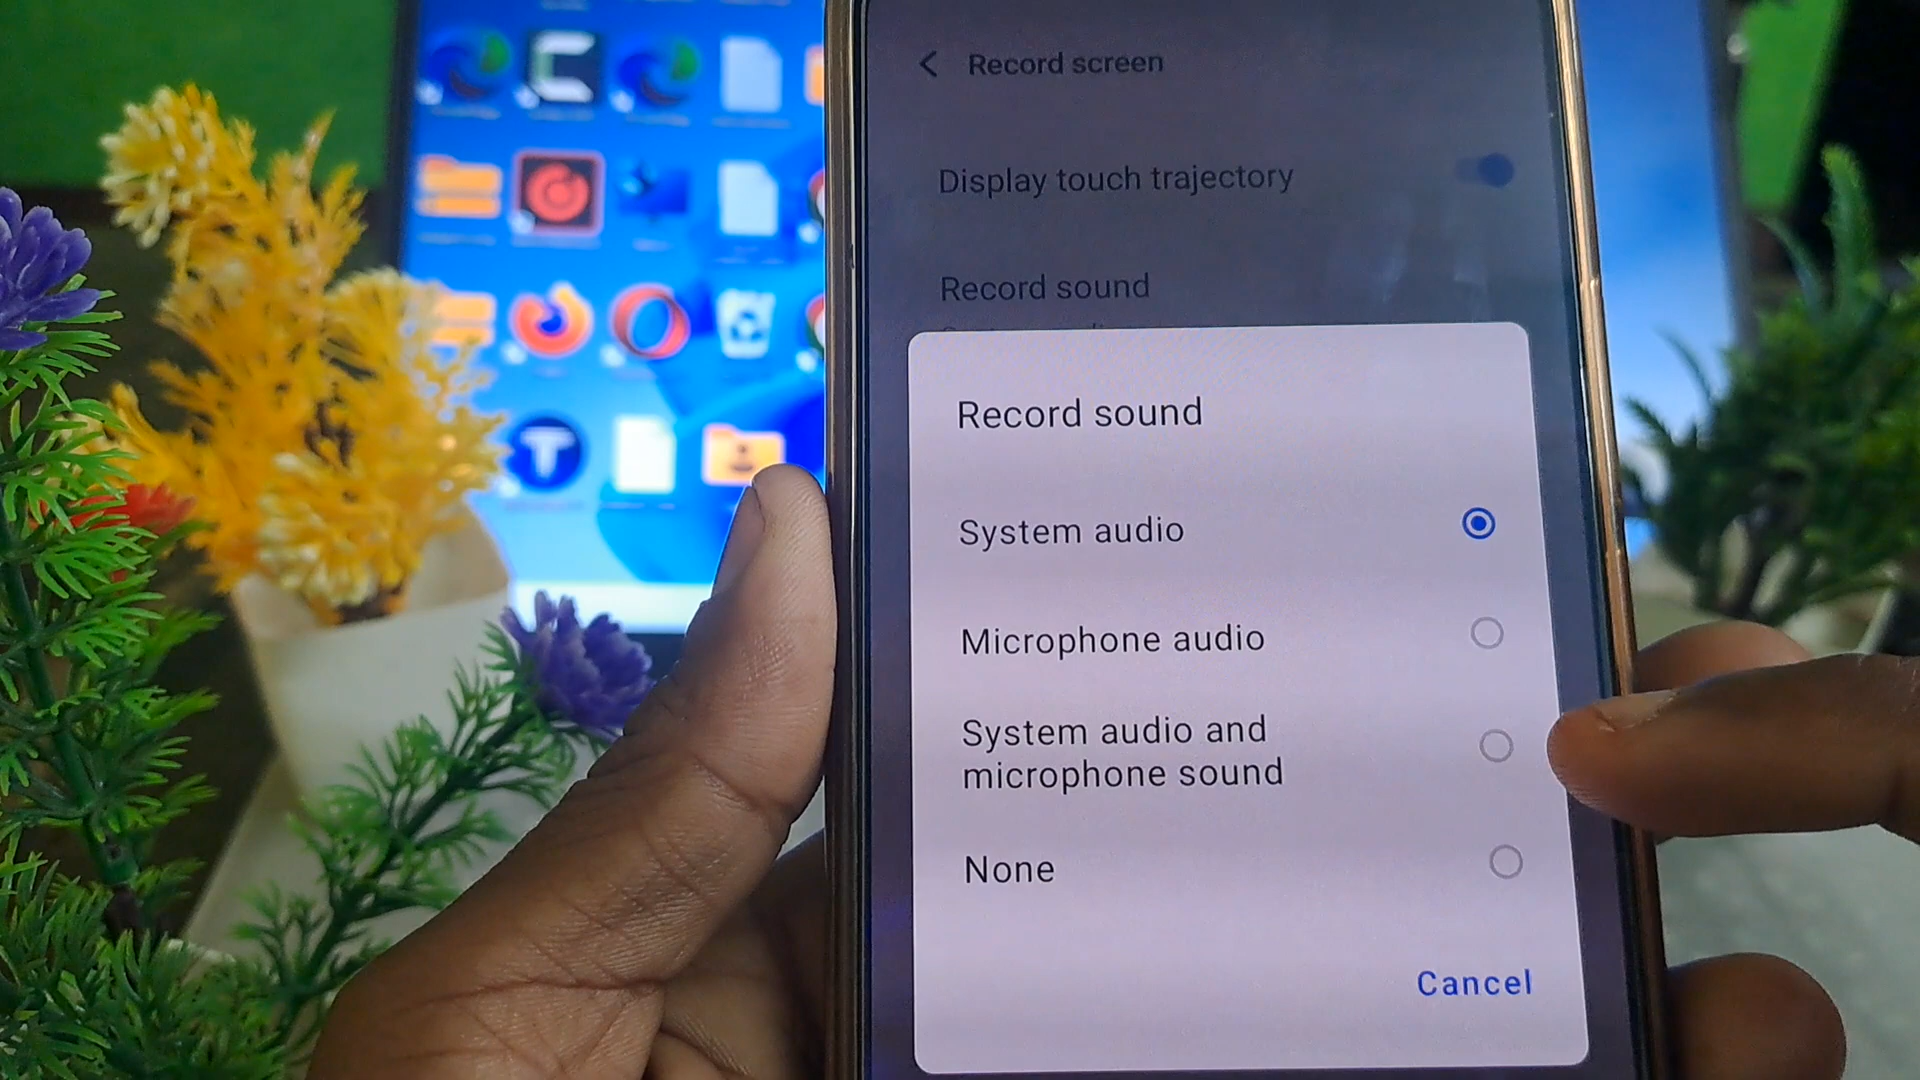 Record screen
Display touch trajectory
Record sound
Record sound
System audio
Microphone audio
System audio and
microphone sound
None
Cancel